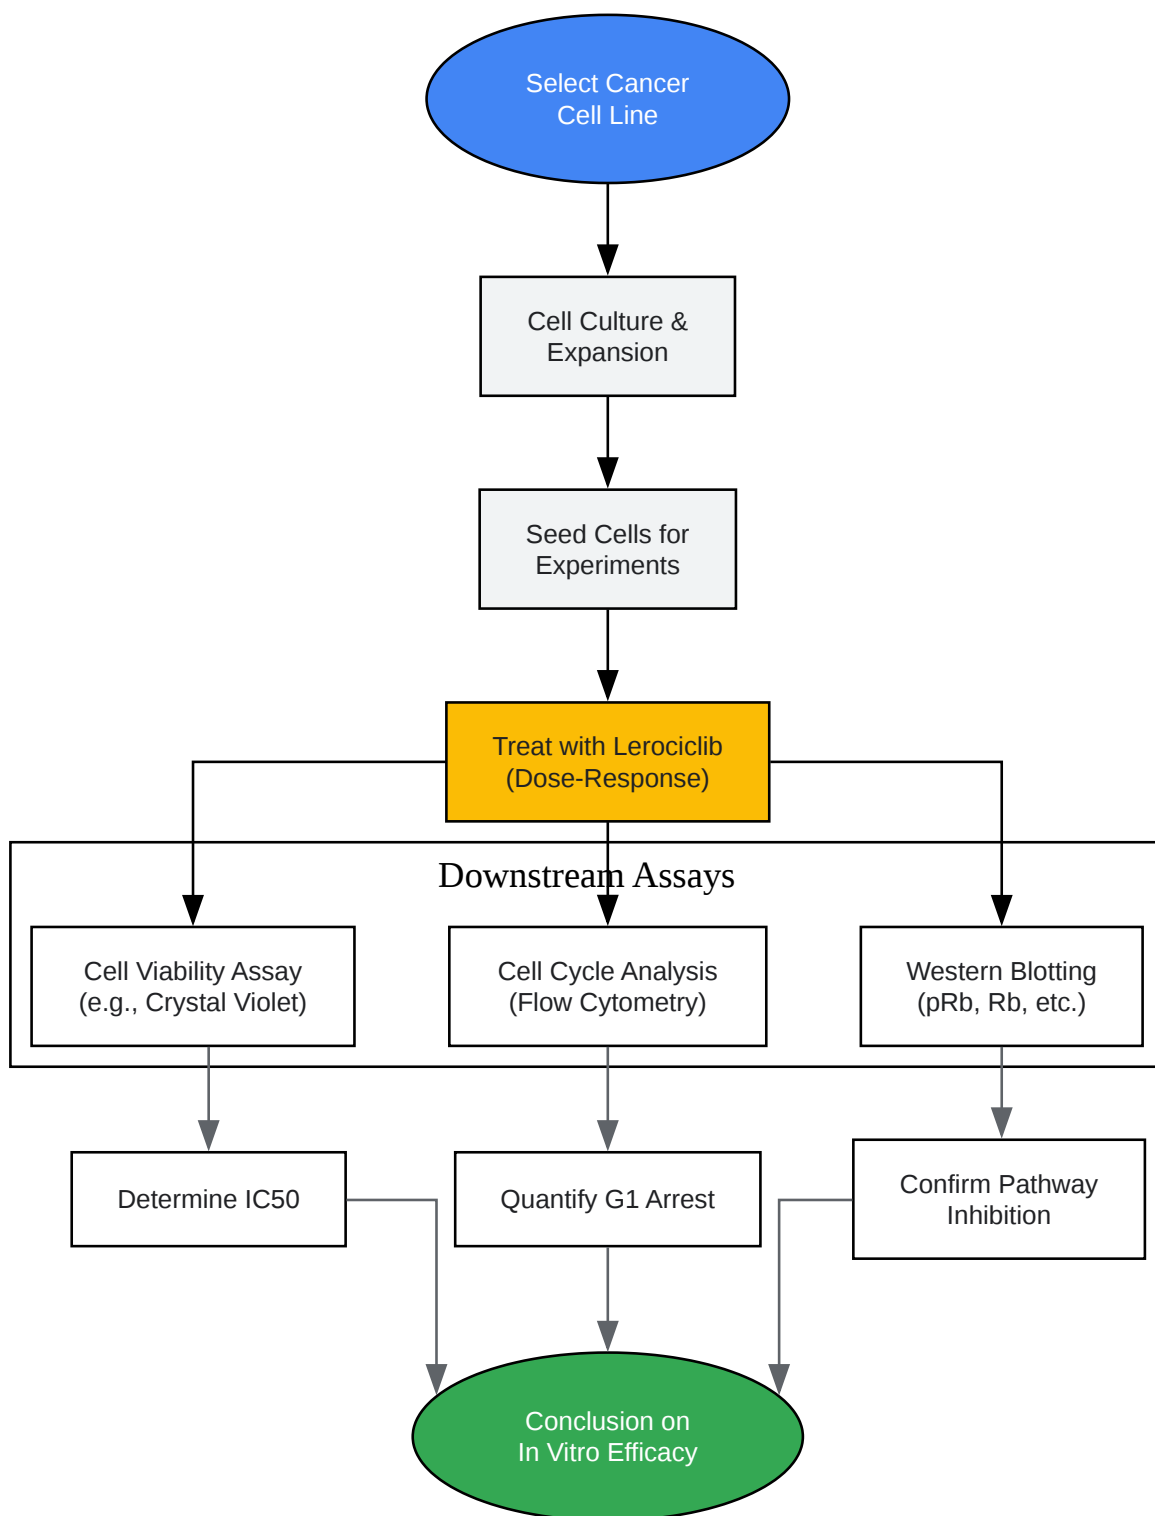 Select Cancer
Cell Line
Cell Culture &
Expansion
Seed Cells for
Experiments
Treat with Lerociclib
(Dose-Response)
Downstream Assays
Cell Viability Assay
(e.g., Crystal Violet)
Cell Cycle Analysis
(Flow Cytometry)
Western Blotting
(pRb, Rb, etc.)
Determine IC50
Quantify G1 Arrest
Confirm Pathway
Inhibition
Conclusion on
In Vitro Efficacy